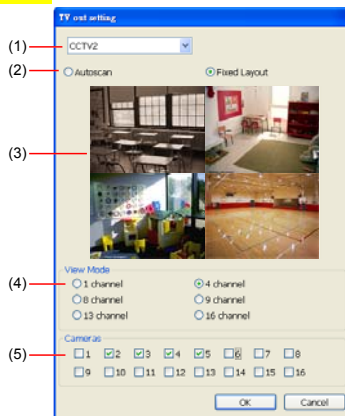 TV out setting
(1) CCTV2
(2) Autoscan Fixed Layout
(3)
View Mode
(4) 1 channel 4 channel
8 channel 9 channel
13 channel 16 channel
Cameras
(5) 1 2 3 4 5 6 7 8
9 10 11 12 13 14 15 16
OK Cancel